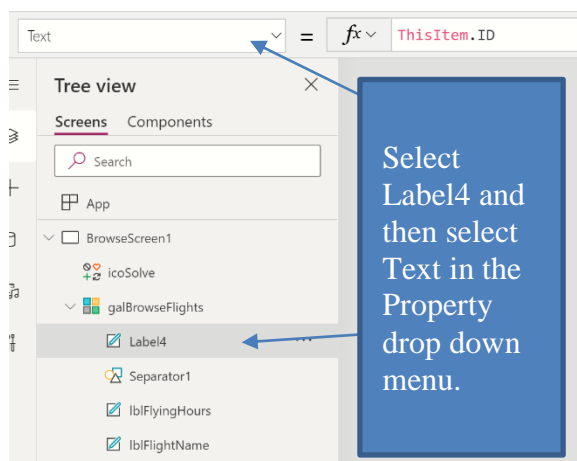 Text = fx ThisItem.ID
Tree view
Screens Components
Search
App
BrowseScreen1
icoSolve
galBrowseFlights
Label4 ...
Separator1
lblFlyingHours
lblFlightName
Select
Label4 and
then select
Text in the
Property
drop down
menu.